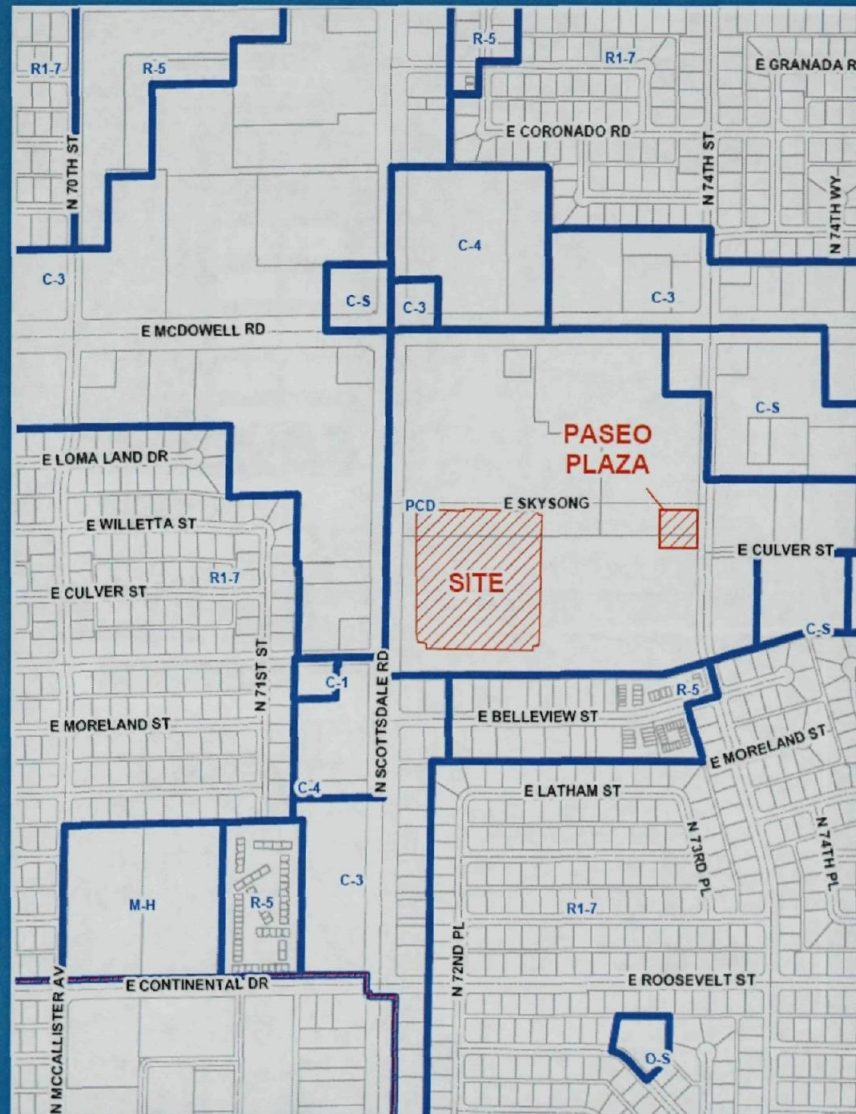 R-5
R1-7
R-5
R1-7
E GRANADA R
E CORONADO RD
N 70TH ST
N 74TH ST
N 74TH WY
C-4
C-3
C-S
C-3
C-3
E MCDOWELL RD
C-S
PASEO
PLAZA
E LOMA LAND DR
PCD
E SKYSONG
E WILLETTA ST
E CULVER ST
R1-7
SITE
E CULVER ST
C-S
N 71ST ST
C-1
N SCOTTSDALE RD
R-5
E BELLEVIEW ST
E MORELAND ST
E MORELAND ST
C-4
E LATHAM ST
N 73RD PL
N 74TH PL
C-3
M-H
R-5
R1-7
N 72ND PL
E CONTINENTAL DR
E ROOSEVELT ST
N MCCALLISTER AV
O-S